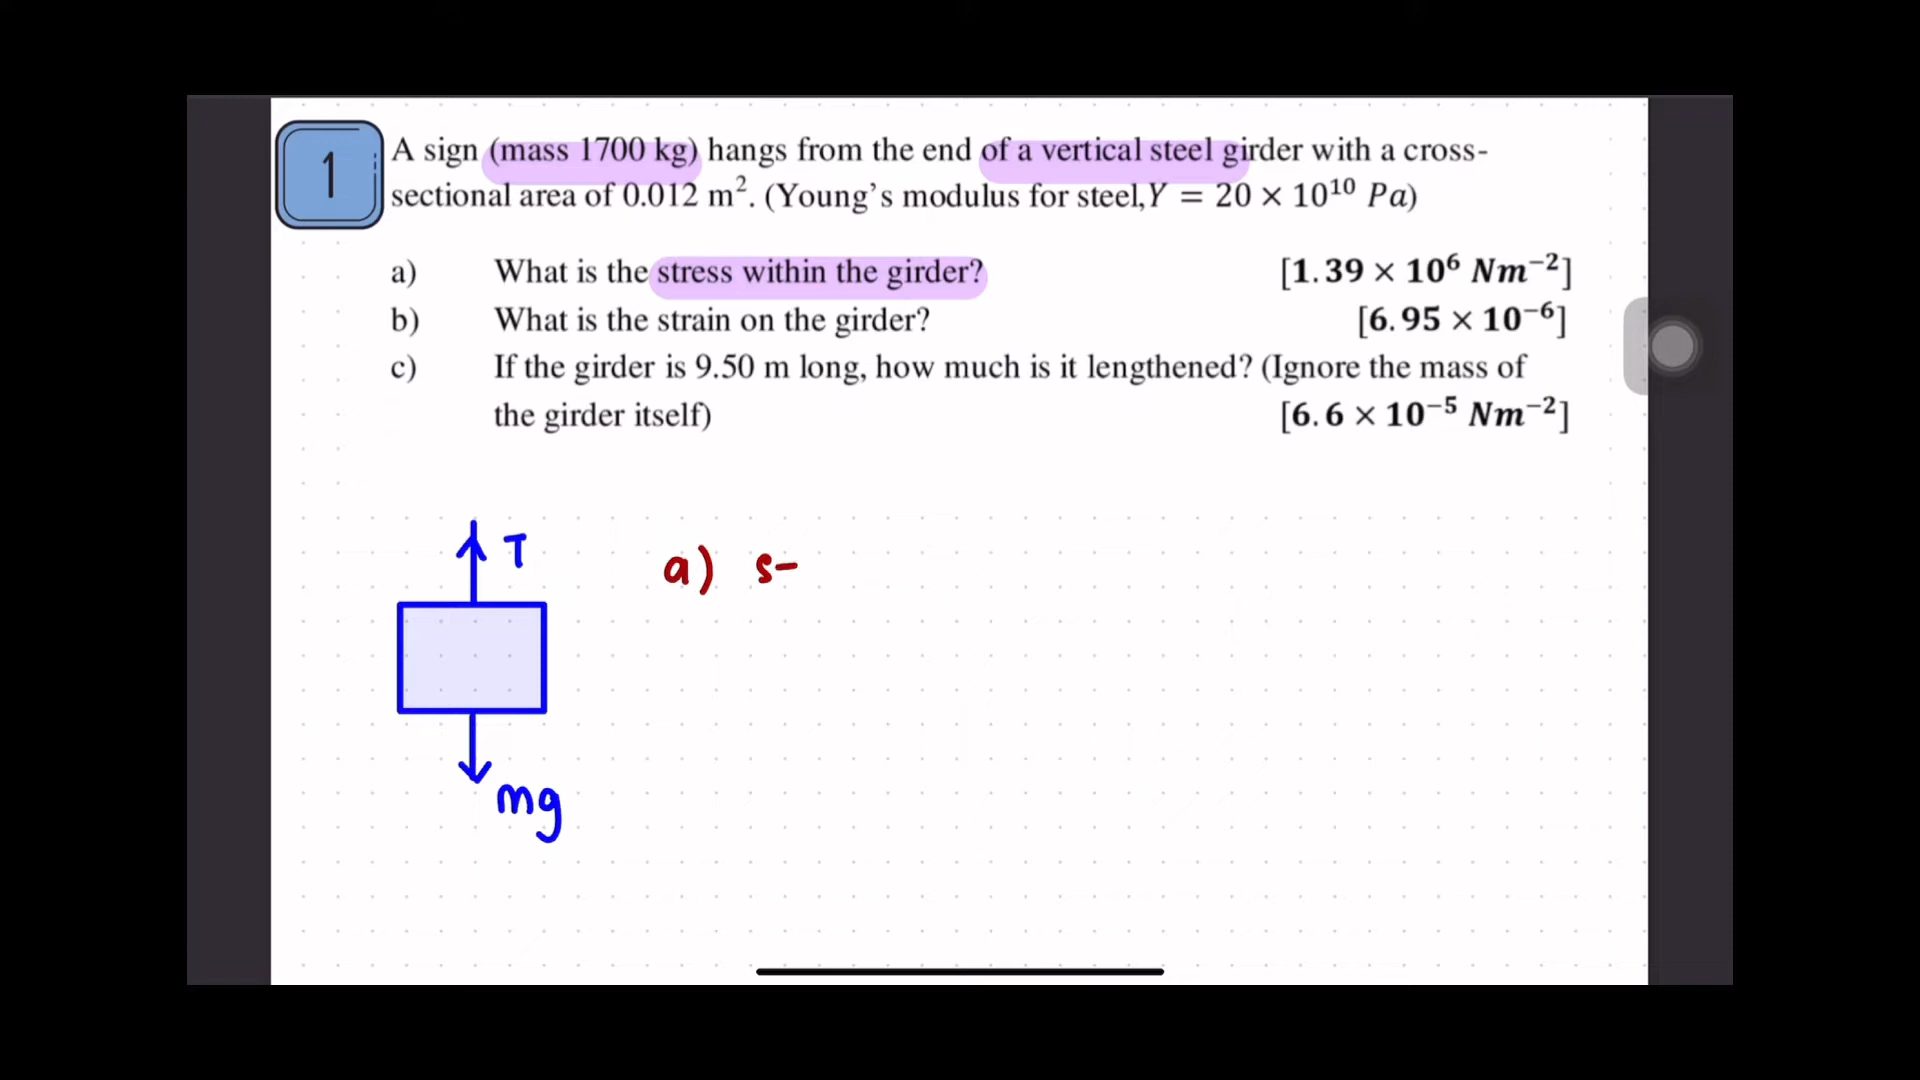 1
A sign (mass 1700 kg) hangs from the end of a vertical steel girder with a cross-
sectional area of 0.012 m². (Young's modulus for steel,Y = 20 × 10¹⁰ Pa)
a) What is the stress within the girder? [1.39 × 10⁶ Nm⁻²]
b) What is the strain on the girder? [6.95 × 10⁻⁶]
c) If the girder is 9.50 m long, how much is it lengthened? (Ignore the mass of
the girder itself) [6.6 × 10⁻⁵ Nm⁻²]
T
a) s-
mg